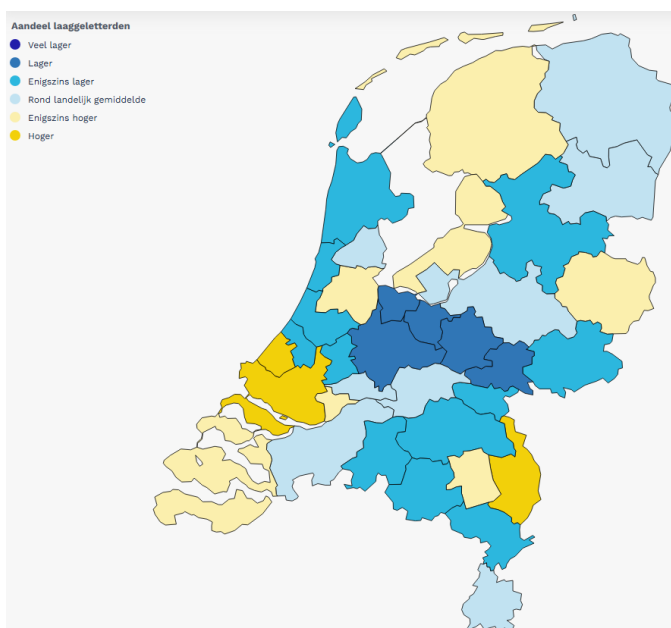 Aandeel laaggeletterden
Veel lager
Lager
Enigszins lager
Rond landelijk gemiddelde
Enigszins hoger
Hoger